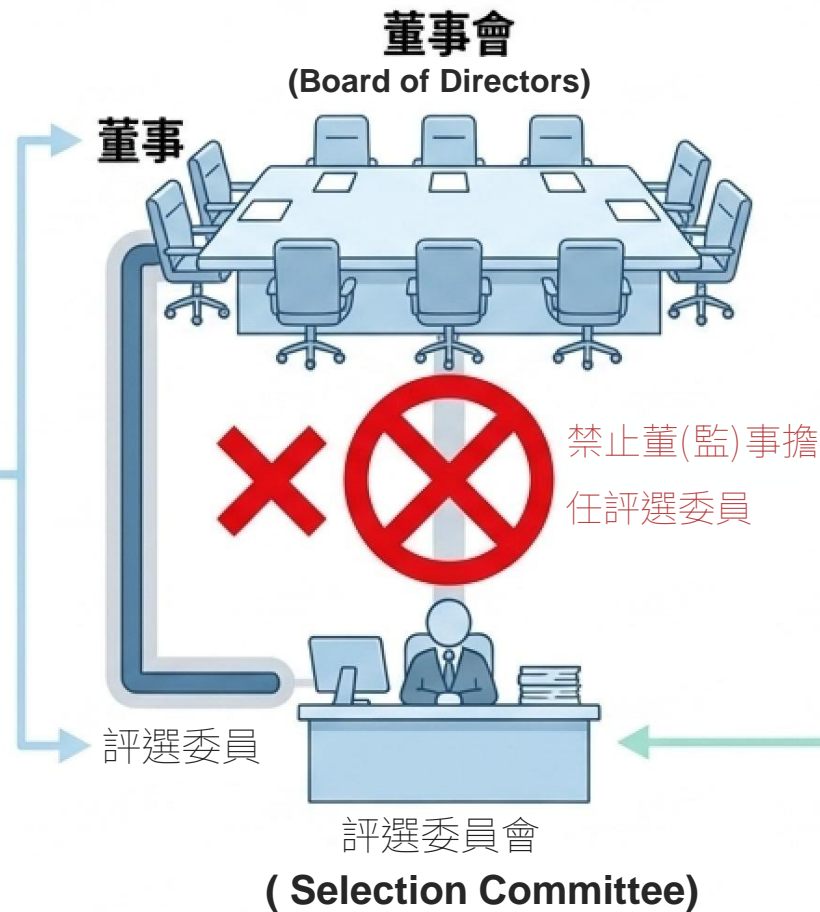 董事會
(Board of Directors)
董事
禁止董(監)事擔
任評選委員
評選委員
評選委員會
( Selection Committee)